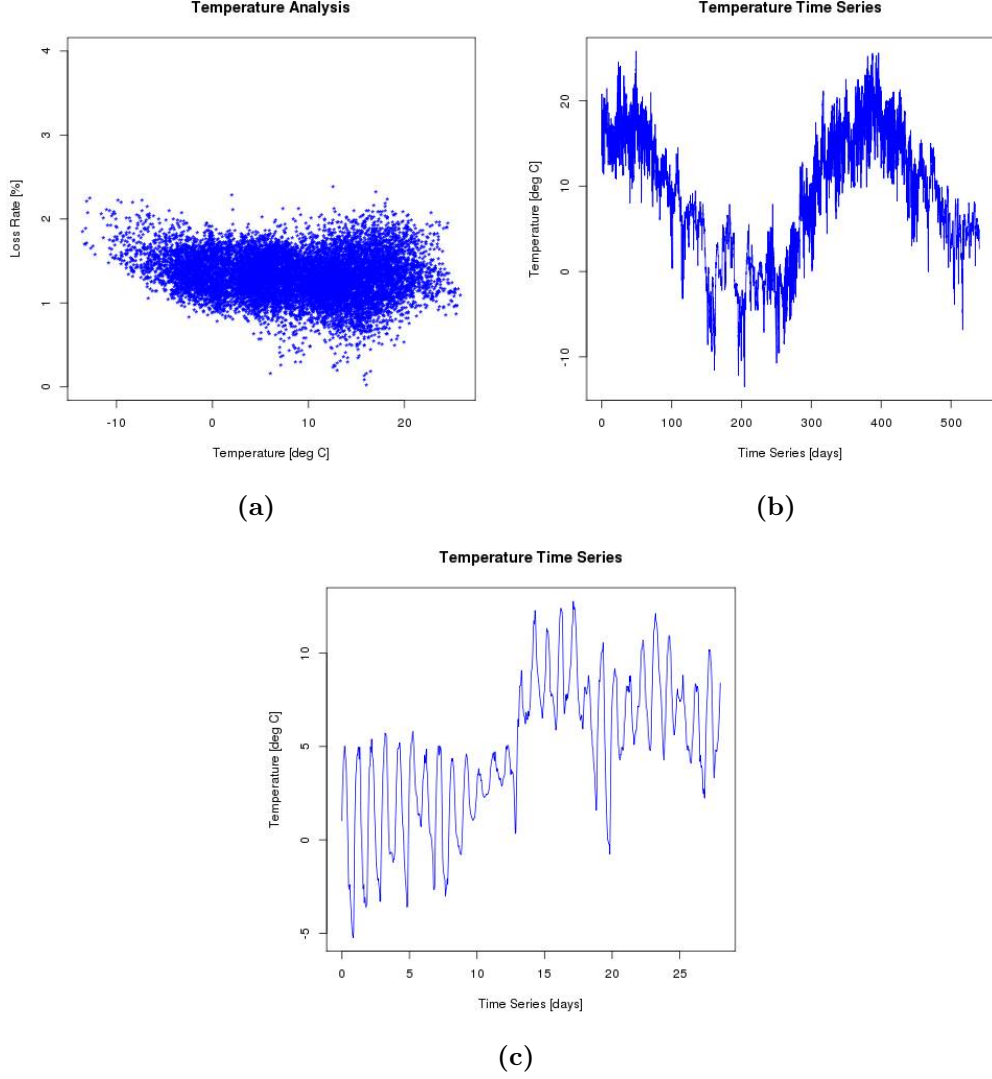 Temperature Analysis
Loss Rate [%]
4
3
2
1
0
-10 0 10 20
Temperature [deg C]
(a)
Temperature Time Series
Temperature [deg C]
20
10
0
-10
0 100 200 300 400 500
Time Series [days]
(b)
Temperature Time Series
Temperature [deg C]
10
5
0
-5
0 5 10 15 20 25
Time Series [days]
(c)